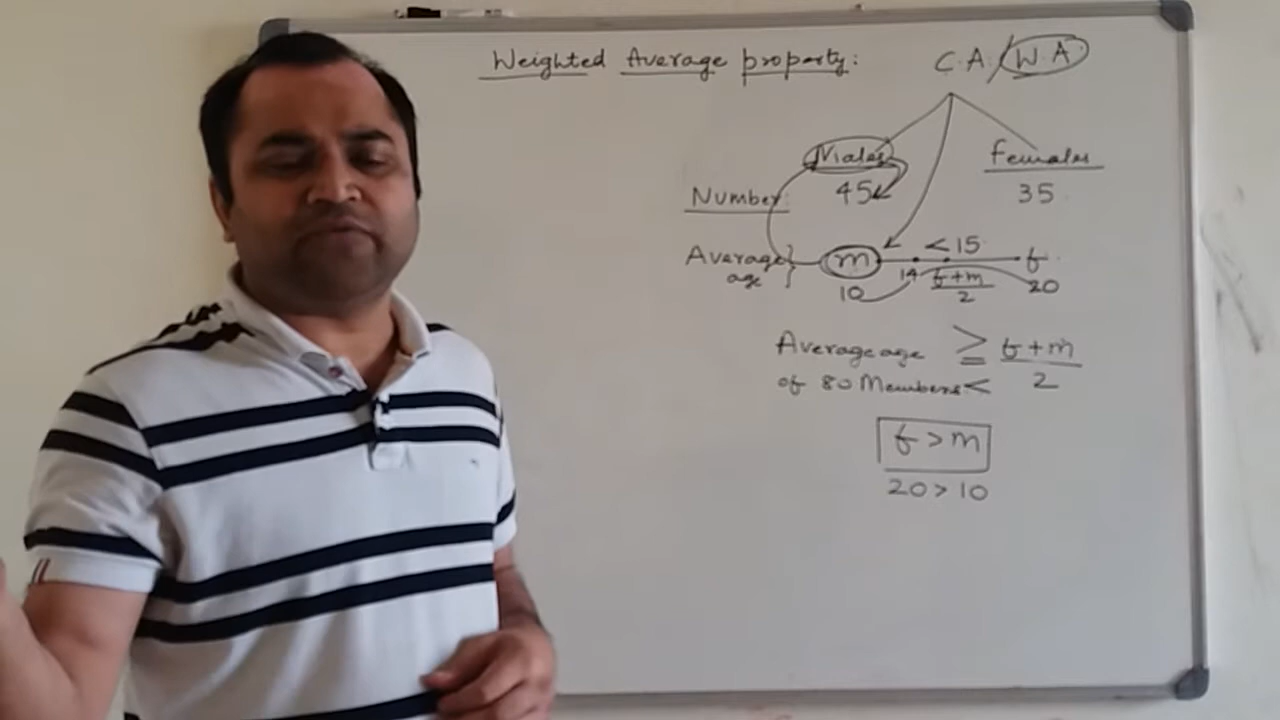 Weighted Average property:
C.A/W.A
Males Females
Number: 45 35
Average age } m < 15 f
10 14 f+m/2 20
Average age ≥ f+m/2
of 80 Members <
f > m
20 > 10